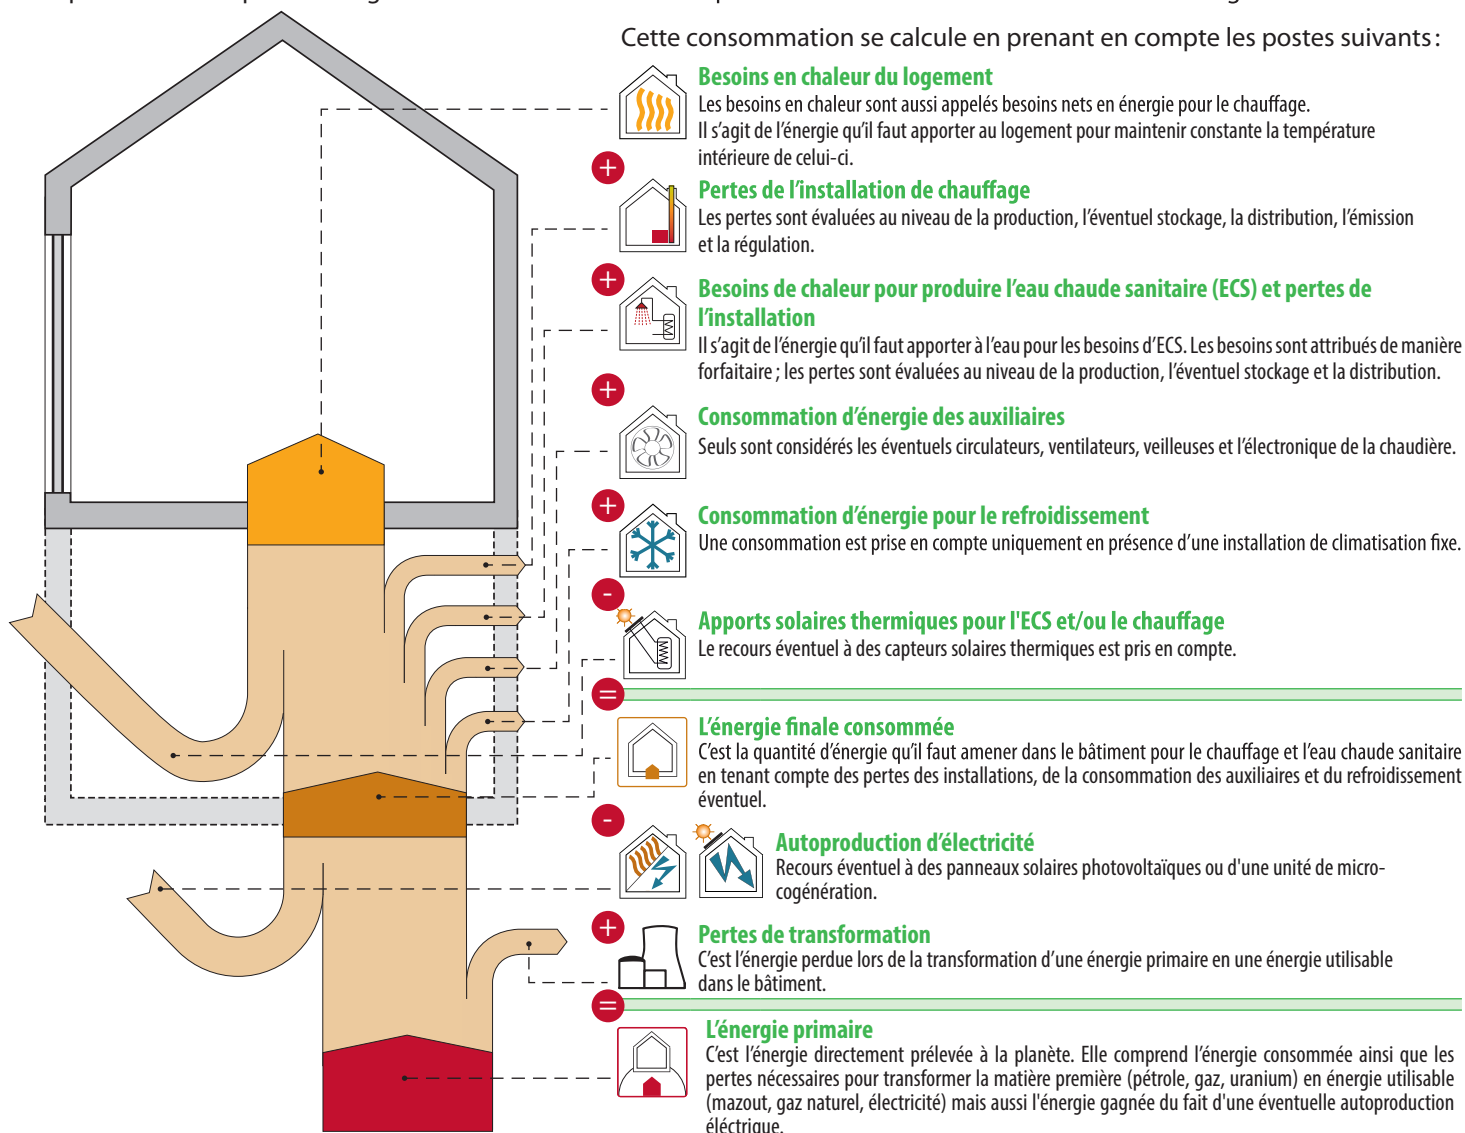 Cette consommation se calcule en prenant en compte les postes suivants :
Besoins en chaleur du logement
Les besoins en chaleur sont aussi appelés besoins nets en énergie pour le chauffage.
Il s’agit de l’énergie qu’il faut apporter au logement pour maintenir constante la température
intérieure de celui-ci.
+
Pertes de l’installation de chauffage
Les pertes sont évaluées au niveau de la production, l’éventuel stockage, la distribution, l’émission
et la régulation.
+
Besoins de chaleur pour produire l’eau chaude sanitaire (ECS) et pertes de
l’installation
Il s’agit de l’énergie qu’il faut apporter à l’eau pour les besoins d’ECS. Les besoins sont attribués de manière
forfaitaire ; les pertes sont évaluées au niveau de la production, l’éventuel stockage et la distribution.
+
Consommation d’énergie des auxiliaires
Seuls sont considérés les éventuels circulateurs, ventilateurs, veilleuses et l’électronique de la chaudière.
+
Consommation d’énergie pour le refroidissement
Une consommation est prise en compte uniquement en présence d’une installation de climatisation fixe.
-
Apports solaires thermiques pour l'ECS et/ou le chauffage
Le recours éventuel à des capteurs solaires thermiques est pris en compte.
=
L’énergie finale consommée
C’est la quantité d’énergie qu’il faut amener dans le bâtiment pour le chauffage et l’eau chaude sanitaire
en tenant compte des pertes des installations, de la consommation des auxiliaires et du refroidissement
éventuel.
-
Autoproduction d’électricité
Recours éventuel à des panneaux solaires photovoltaïques ou d'une unité de micro-
cogénération.
+
Pertes de transformation
C’est l’énergie perdue lors de la transformation d’une énergie primaire en une énergie utilisable
dans le bâtiment.
=
L’énergie primaire
C’est l’énergie directement prélevée à la planète. Elle comprend l’énergie consommée ainsi que les
pertes nécessaires pour transformer la matière première (pétrole, gaz, uranium) en énergie utilisable
(mazout, gaz naturel, électricité) mais aussi l'énergie gagnée du fait d'une éventuelle autoproduction
éléctrique.